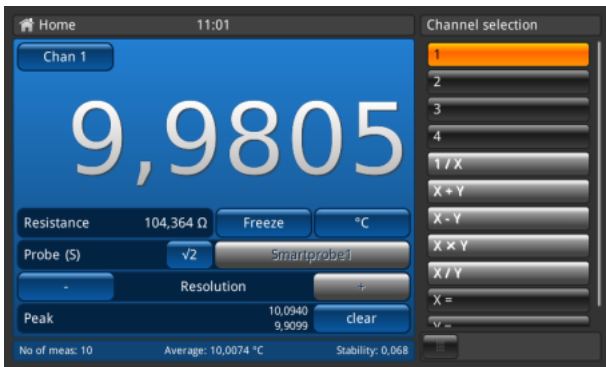 Home 11:01
Chan 1
9,9805
Resistance 104,364 Ω Freeze °C
Probe (S) √2 Smartprobe1
- Resolution +
Peak 10,0940
9,9099 clear
No of meas: 10 Average: 10,0074 °C Stability: 0,068
Channel selection
1
2
3
4
1 / X
X + Y
X - Y
X × Y
X / Y
X =